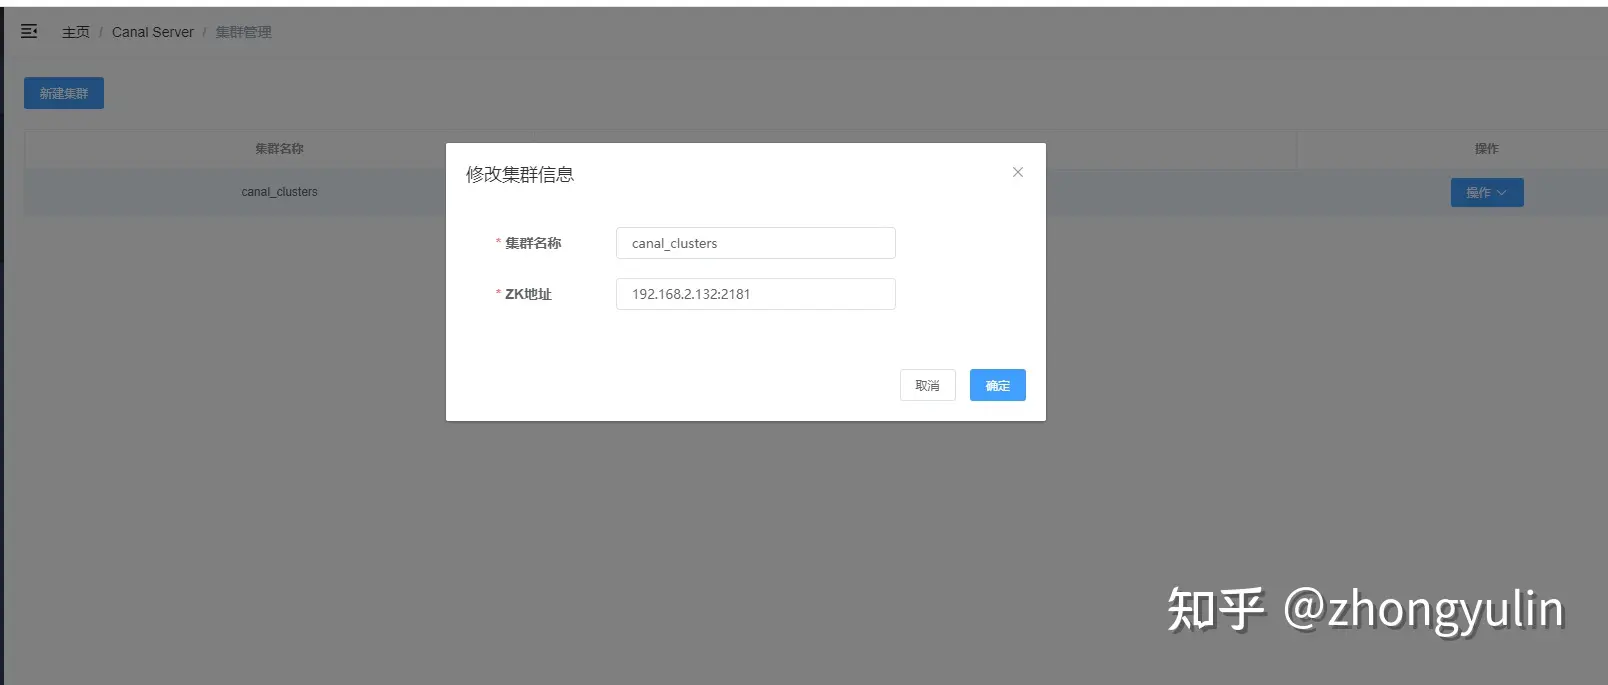 主页 / Canal Server / 集群管理
新建集群
集群名称
操作
canal_clusters
操作
修改集群信息
* 集群名称
canal_clusters
* ZK地址
192.168.2.132:2181
取消
确定
知乎 @zhongyulin